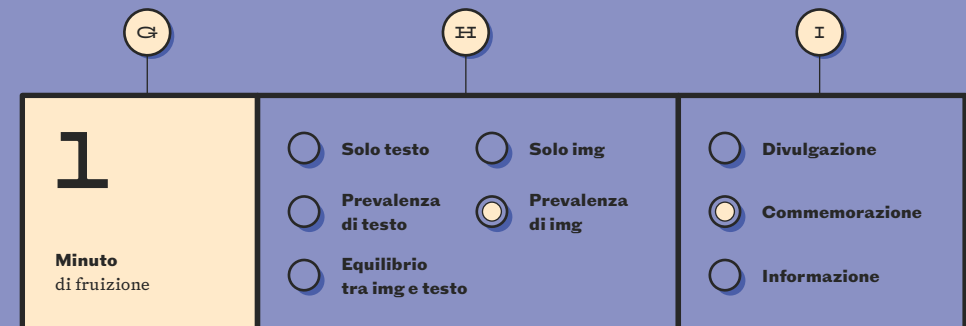 G
H
I
1
Minuto
di fruizione
Solo testo
Solo img
Prevalenza
di testo
Prevalenza
di img
Equilibrio
tra img e testo
Divulgazione
Commemorazione
Informazione